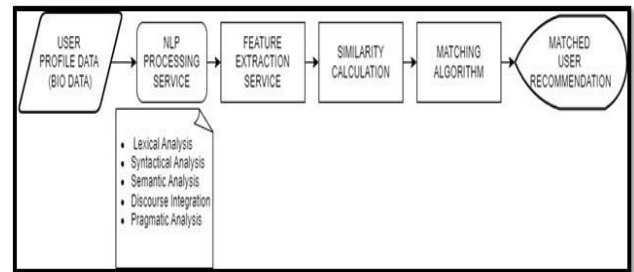 USER
PROFILE DATA
(BIO DATA)
NLP
PROCESSING
SERVICE
FEATURE
EXTRACTION
SERVICE
SIMILARITY
CALCULATION
MATCHING
ALGORITHM
MATCHED
USER
RECOMMENDATION
• Lexical Analysis
• Syntactical Analysis
• Semantic Analysis
• Discourse Integration
• Pragmatic Analysis